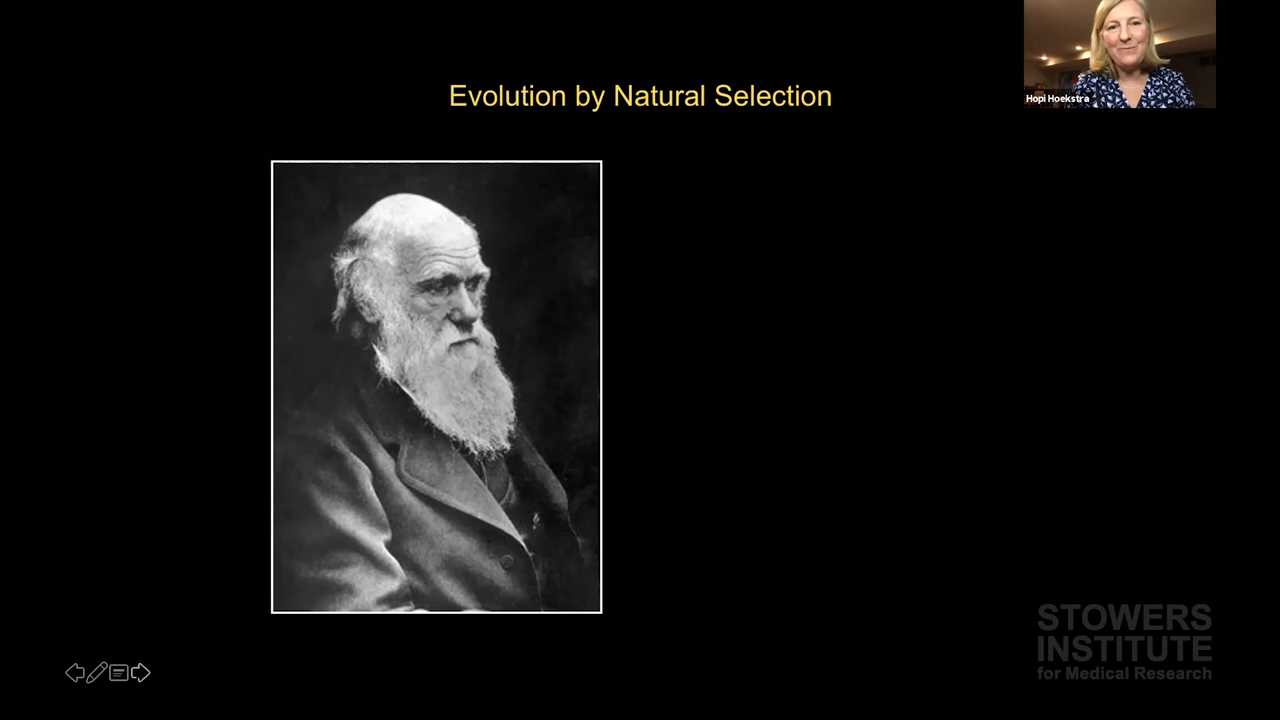 Evolution by Natural Selection
Hopi Hoekstra
STOWERS
INSTITUTE
for Medical Research